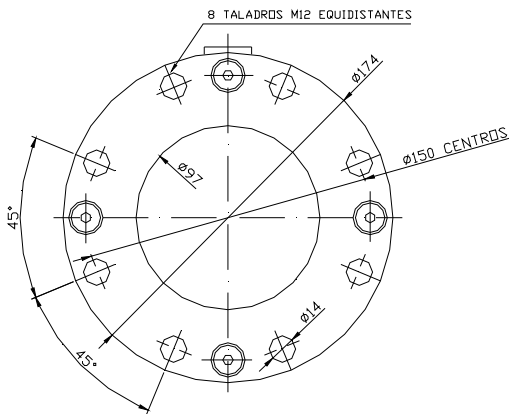 8 TALADROS M12 EQUIDISTANTES
Ø174
Ø150 CENTROS
Ø97
45°
Ø14
45°